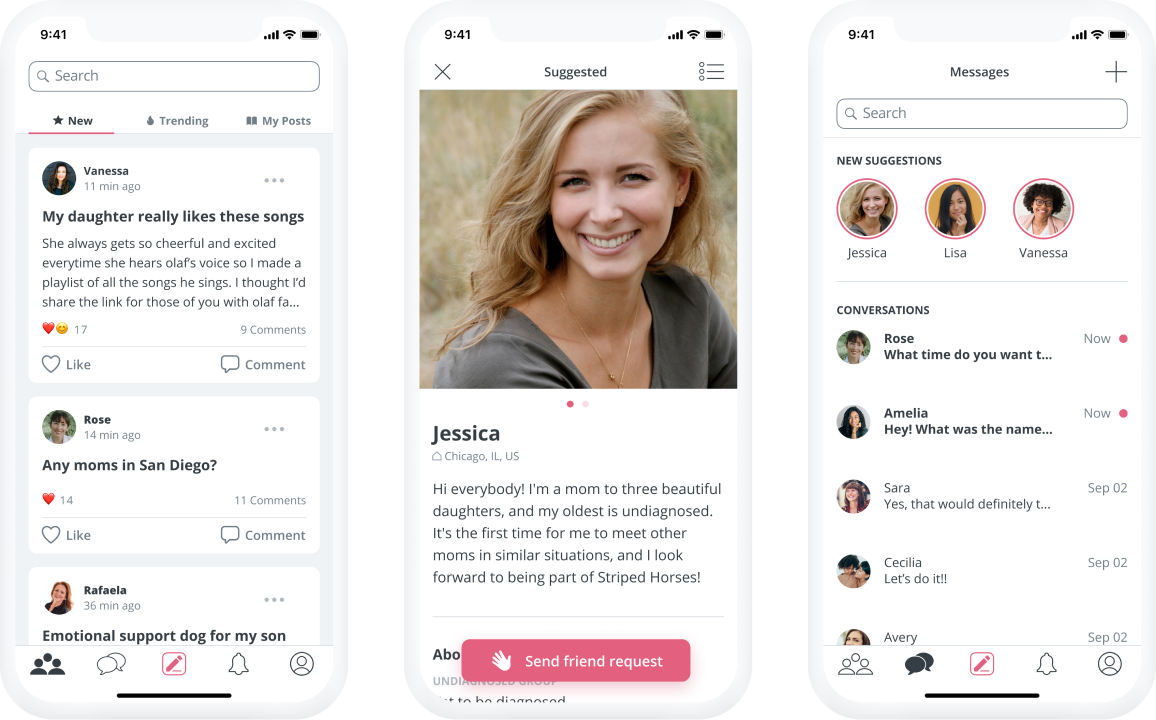 9:41
Search
New
Trending
My Posts
Vanessa
11 min ago
My daughter really likes these songs
She always gets so cheerful and excited
everytime she hears olaf's voice so I made a
playlist of all the songs he sings. I thought I'd
share the link for those of you with olaf fa...
17
9 Comments
Like
Comment
Rose
14 min ago
Any moms in San Diego?
14
11 Comments
Like
Comment
Rafaela
36 min ago
Emotional support dog for my son
9:41
Suggested
Jessica
Chicago, IL, US
Hi everybody! I'm a mom to three beautiful
daughters, and my oldest is undiagnosed.
It's the first time for me to meet other
moms in similar situations, and I look
forward to being part of Striped Horses!
Abo
Send friend request
UNDIAGNOSED GROUP
to be diagnosed
9:41
Messages
Search
NEW SUGGESTIONS
Jessica
Lisa
Vanessa
CONVERSATIONS
Rose
Now
What time do you want t...
Amelia
Now
Hey! What was the name...
Sara
Sep 02
Yes, that would definitely t...
Cecilia
Sep 02
Let's do it!!
Avery
Sep 02